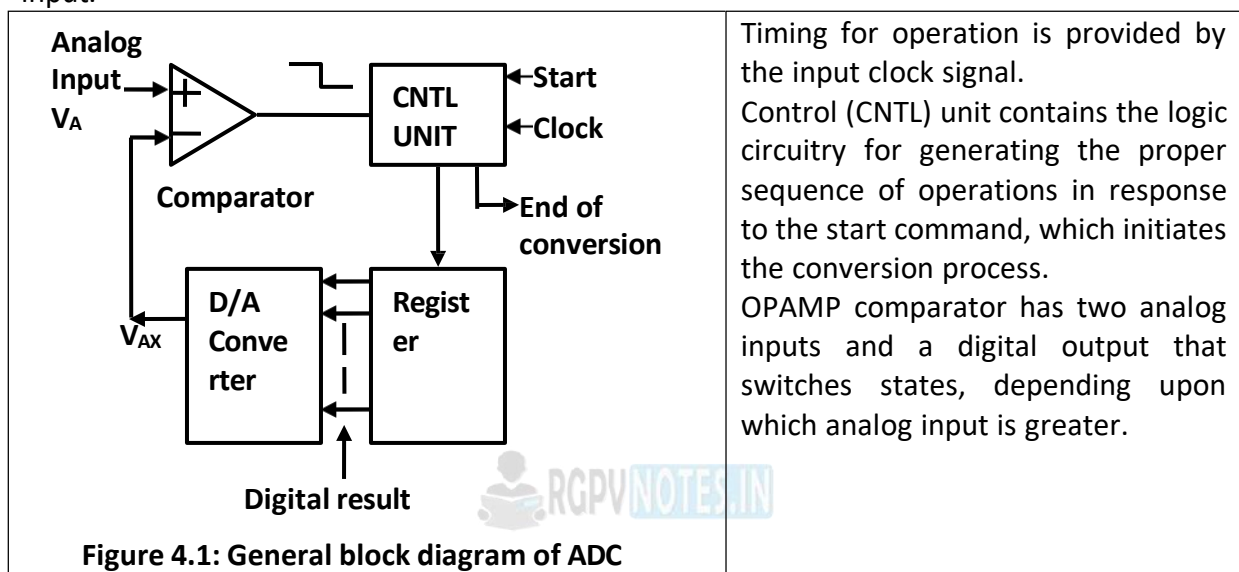 input.
Analog
Input
VA
+
−
Comparator
CNTL
UNIT
Start
Clock
End of
conversion
D/A
Conve
rter
Regist
er
VAX
Digital result
Figure 4.1: General block diagram of ADC
Timing for operation is provided by
the input clock signal.
Control (CNTL) unit contains the logic
circuitry for generating the proper
sequence of operations in response
to the start command, which initiates
the conversion process.
OPAMP comparator has two analog
inputs and a digital output that
switches states, depending upon
which analog input is greater.
RGPVNOTES.IN